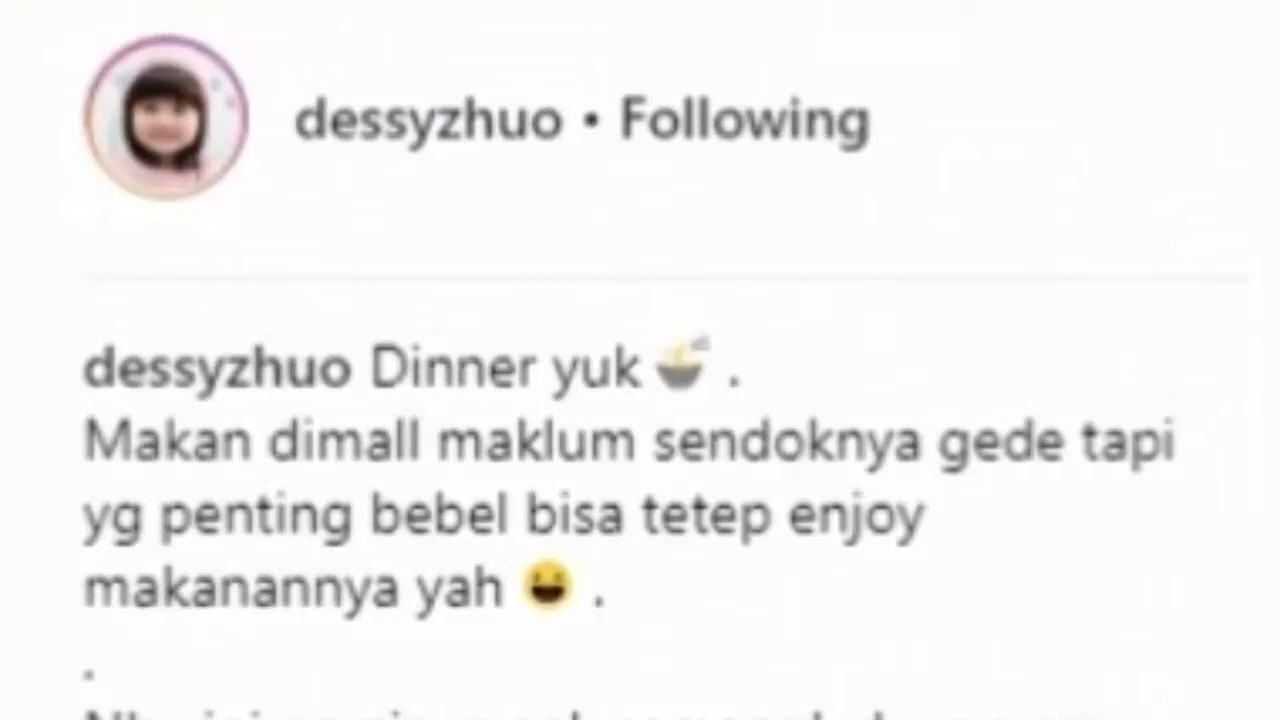 dessyzhuo • Following
dessyzhuo Dinner yuk 🍜 .
Makan dimall maklum sendoknya gede tapi
yg penting bebel bisa tetep enjoy
makanannya yah 😃 .
.